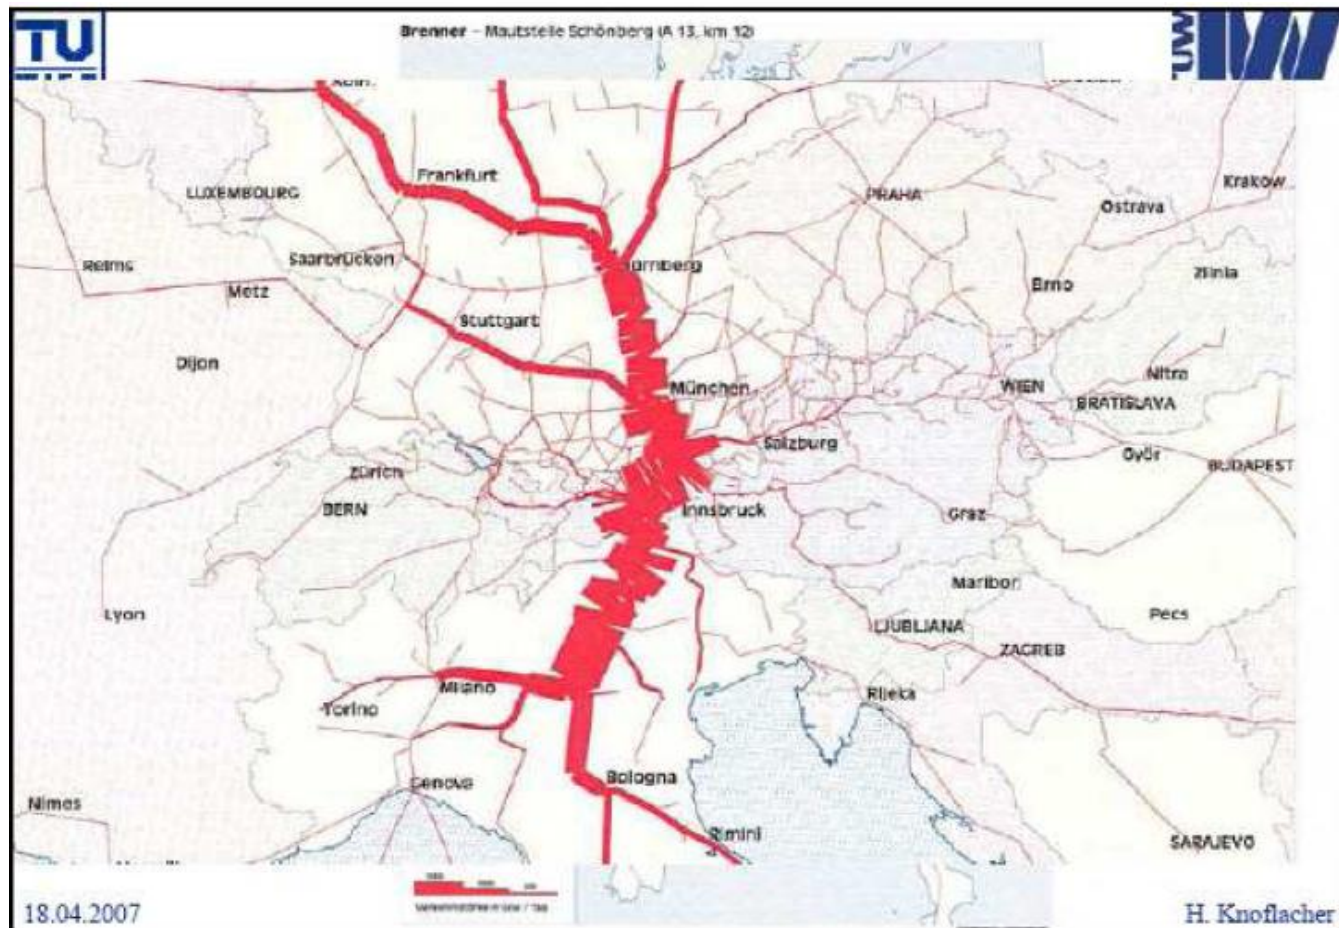 TU
Brenner – Mautstelle Schönberg (A 13, km 12)
TUW
Frankfurt
LUXEMBOURG
PRAHA
Krakow
Ostrava
Saarbrücken
Reims
Metz
Brno
Stuttgart
Dijon
München
WIEN
Nitra
BRATISLAVA
Salzburg
Győr
BUDAPEST
Zürich
BERN
Innsbruck
Graz
Maribor
Lyon
LJUBLJANA
Pecs
ZAGREB
Milano
Rijeka
Torino
Bologna
Genova
Nimes
Rimini
SARAJEVO
18.04.2007
H. Knoflacher